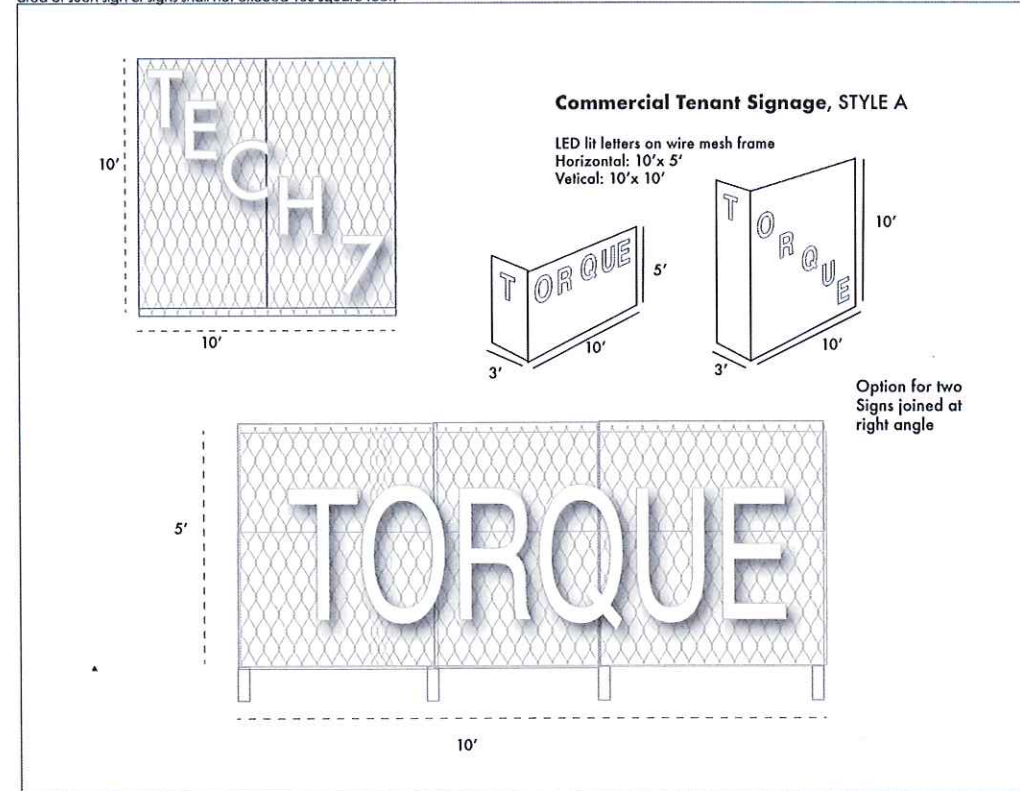 10'
TECH 7
10'
Commercial Tenant Signage, STYLE A
LED lit letters on wire mesh frame
Horizontal: 10'x 5'
Vetical: 10'x 10'
TORQUE
5'
10'
3'
TORQUE
10'
10'
3'
Option for two
Signs joined at
right angle
5'
TORQUE
10'